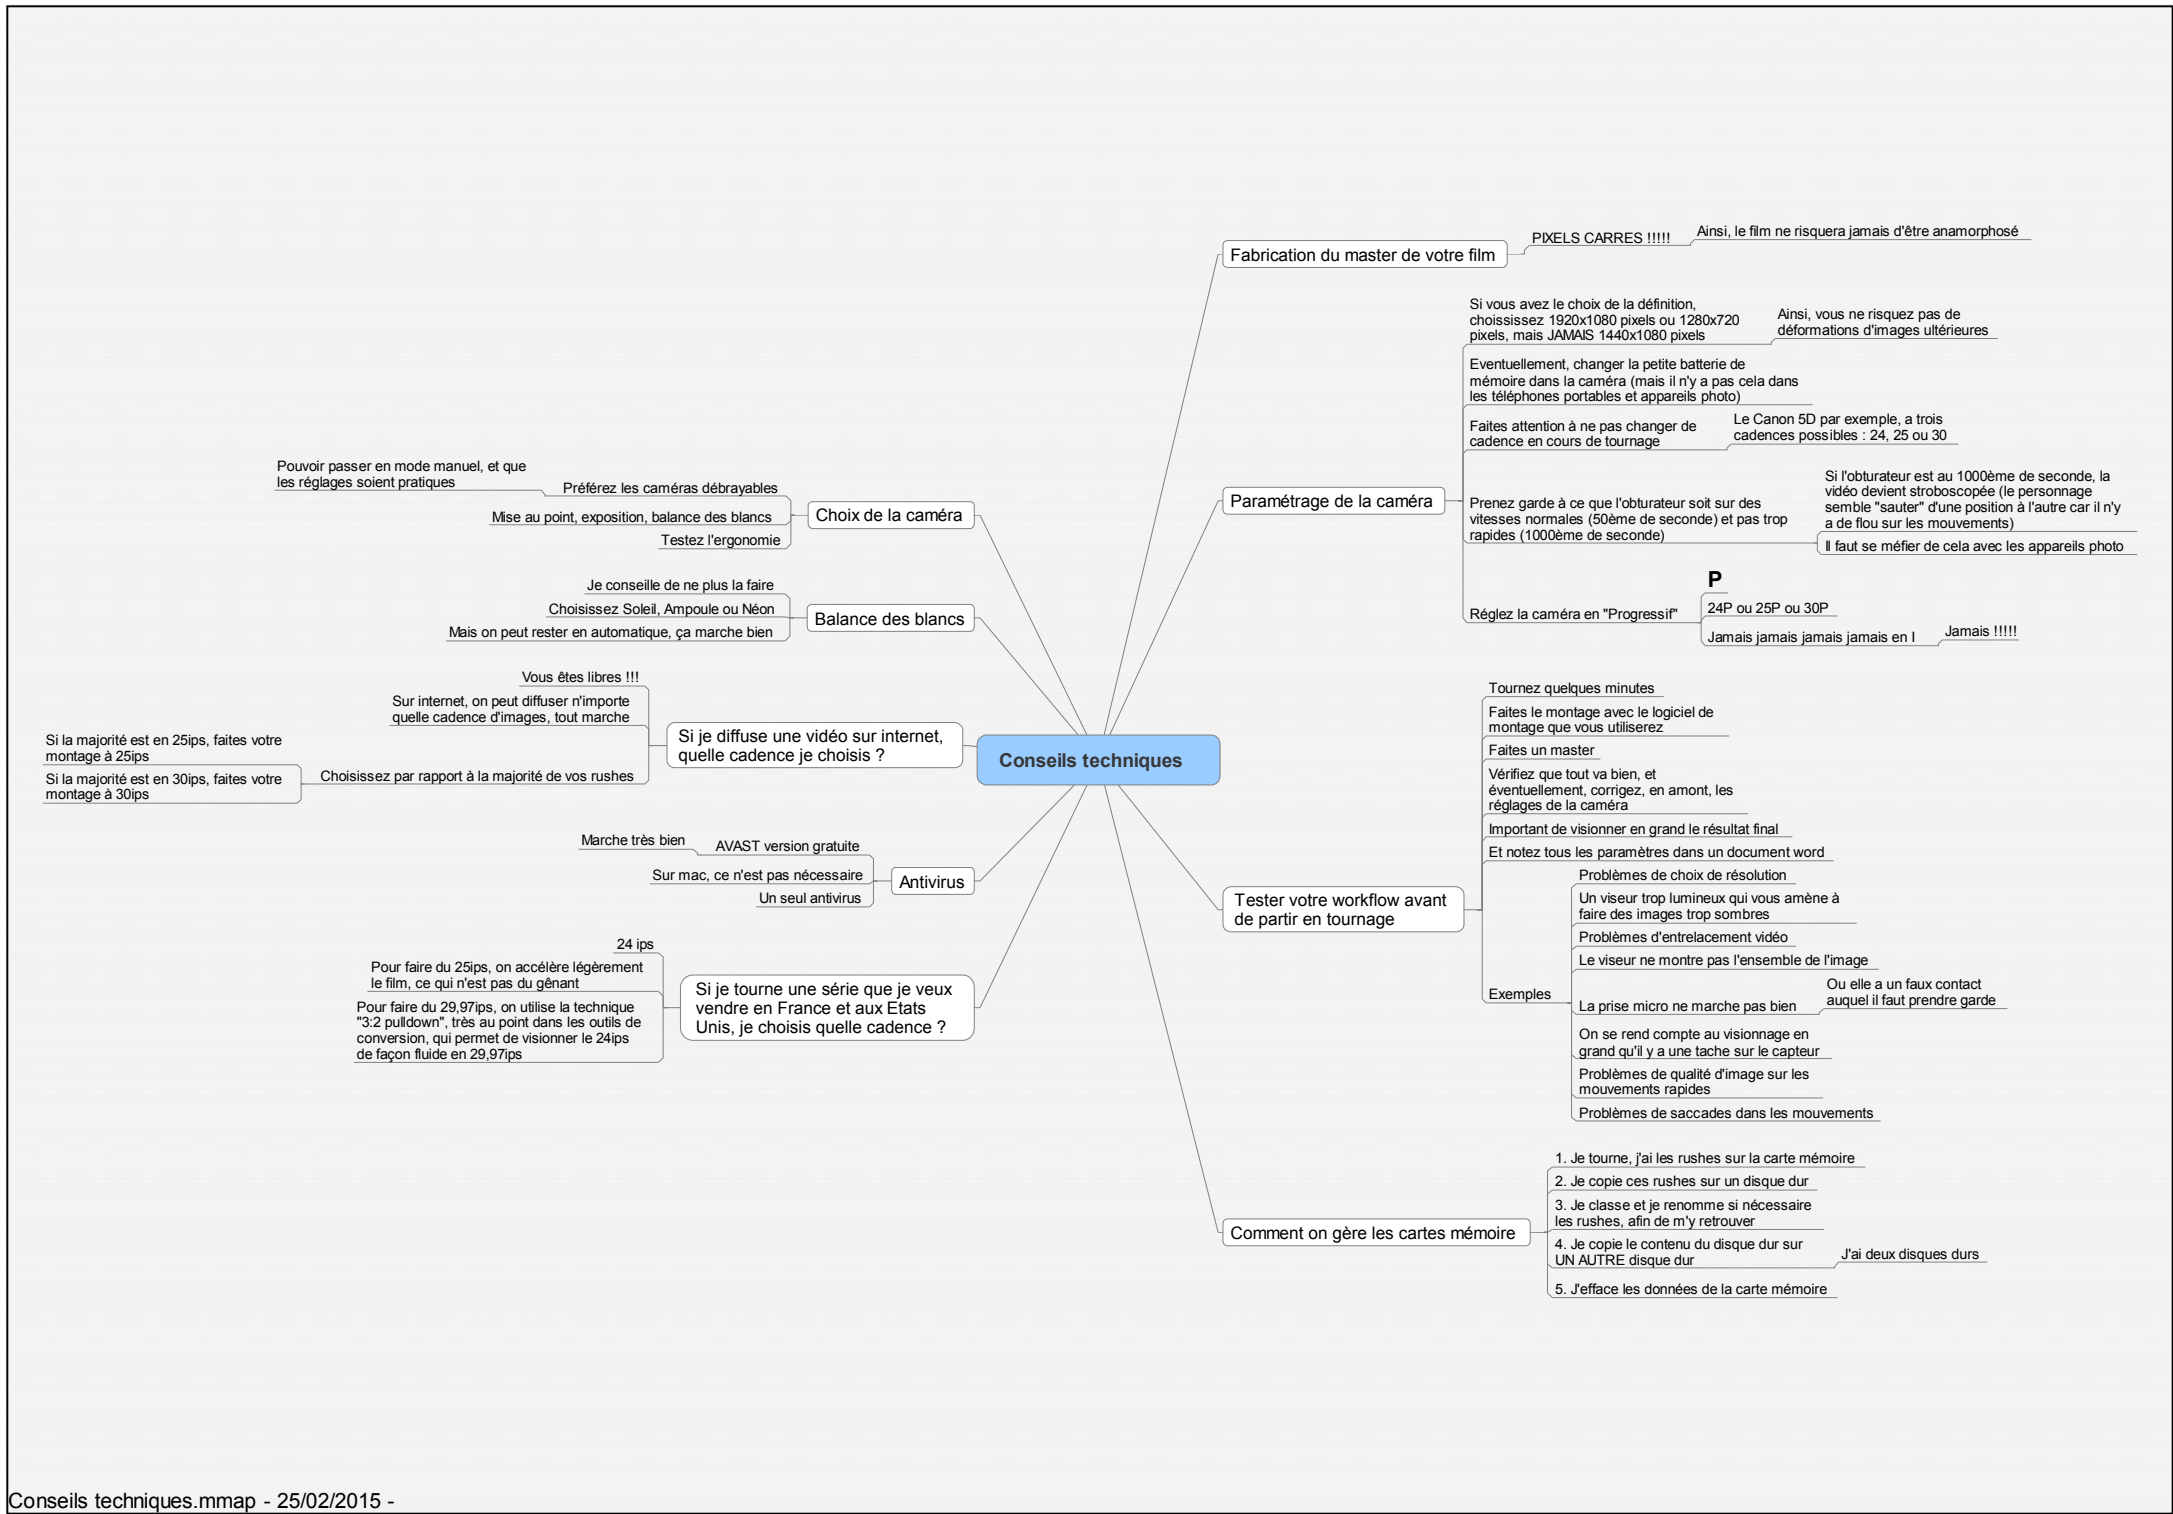 Conseils techniques
Fabrication du master de votre film
PIXELS CARRES !!!!!
Ainsi, le film ne risquera jamais d'être anamorphosé
Paramétrage de la caméra
Si vous avez le choix de la définition,
choississez 1920x1080 pixels ou 1280x720
pixels, mais JAMAIS 1440x1080 pixels
Ainsi, vous ne risquez pas de
déformations d'images ultérieures
Eventuellement, changer la petite batterie de
mémoire dans la caméra (mais il n'y a pas cela dans
les téléphones portables et appareils photo)
Faites attention à ne pas changer de
cadence en cours de tournage
Le Canon 5D par exemple, a trois
cadences possibles : 24, 25 ou 30
Prenez garde à ce que l'obturateur soit sur des
vitesses normales (50ème de seconde) et pas trop
rapides (1000ème de seconde)
Si l'obturateur est au 1000ème de seconde, la
vidéo devient stroboscopée (le personnage
semble "sauter" d'une position à l'autre car il n'y
a de flou sur les mouvements)
Il faut se méfier de cela avec les appareils photo
Réglez la caméra en "Progressif"
P
24P ou 25P ou 30P
Jamais jamais jamais jamais en I
Jamais !!!!!
Tester votre workflow avant
de partir en tournage
Tournez quelques minutes
Faites le montage avec le logiciel de
montage que vous utiliserez
Faites un master
Vérifiez que tout va bien, et
éventuellement, corrigez, en amont, les
réglages de la caméra
Important de visionner en grand le résultat final
Et notez tous les paramètres dans un document word
Exemples
Problèmes de choix de résolution
Un viseur trop lumineux qui vous amène à
faire des images trop sombres
Problèmes d'entrelacement vidéo
Le viseur ne montre pas l'ensemble de l'image
La prise micro ne marche pas bien
Ou elle a un faux contact
auquel il faut prendre garde
On se rend compte au visionnage en
grand qu'il y a une tache sur le capteur
Problèmes de qualité d'image sur les
mouvements rapides
Problèmes de saccades dans les mouvements
Comment on gère les cartes mémoire
1. Je tourne, j'ai les rushes sur la carte mémoire
2. Je copie ces rushes sur un disque dur
3. Je classe et je renomme si nécessaire
les rushes, afin de m'y retrouver
4. Je copie le contenu du disque dur sur
UN AUTRE disque dur
J'ai deux disques durs
5. J'efface les données de la carte mémoire
Choix de la caméra
Préférez les caméras débrayables
Pouvoir passer en mode manuel, et que
les réglages soient pratiques
Mise au point, exposition, balance des blancs
Testez l'ergonomie
Balance des blancs
Je conseille de ne plus la faire
Choisissez Soleil, Ampoule ou Néon
Mais on peut rester en automatique, ça marche bien
Si je diffuse une vidéo sur internet,
quelle cadence je choisis ?
Vous êtes libres !!!
Sur internet, on peut diffuser n'importe
quelle cadence d'images, tout marche
Choisissez par rapport à la majorité de vos rushes
Si la majorité est en 25ips, faites votre
montage à 25ips
Si la majorité est en 30ips, faites votre
montage à 30ips
Antivirus
AVAST version gratuite
Marche très bien
Sur mac, ce n'est pas nécessaire
Un seul antivirus
Si je tourne une série que je veux
vendre en France et aux Etats
Unis, je choisis quelle cadence ?
24 ips
Pour faire du 25ips, on accélère légèrement
le film, ce qui n'est pas du gênant
Pour faire du 29,97ips, on utilise la technique
"3:2 pulldown", très au point dans les outils de
conversion, qui permet de visionner le 24ips
de façon fluide en 29,97ips
Conseils techniques.mmap - 25/02/2015 -